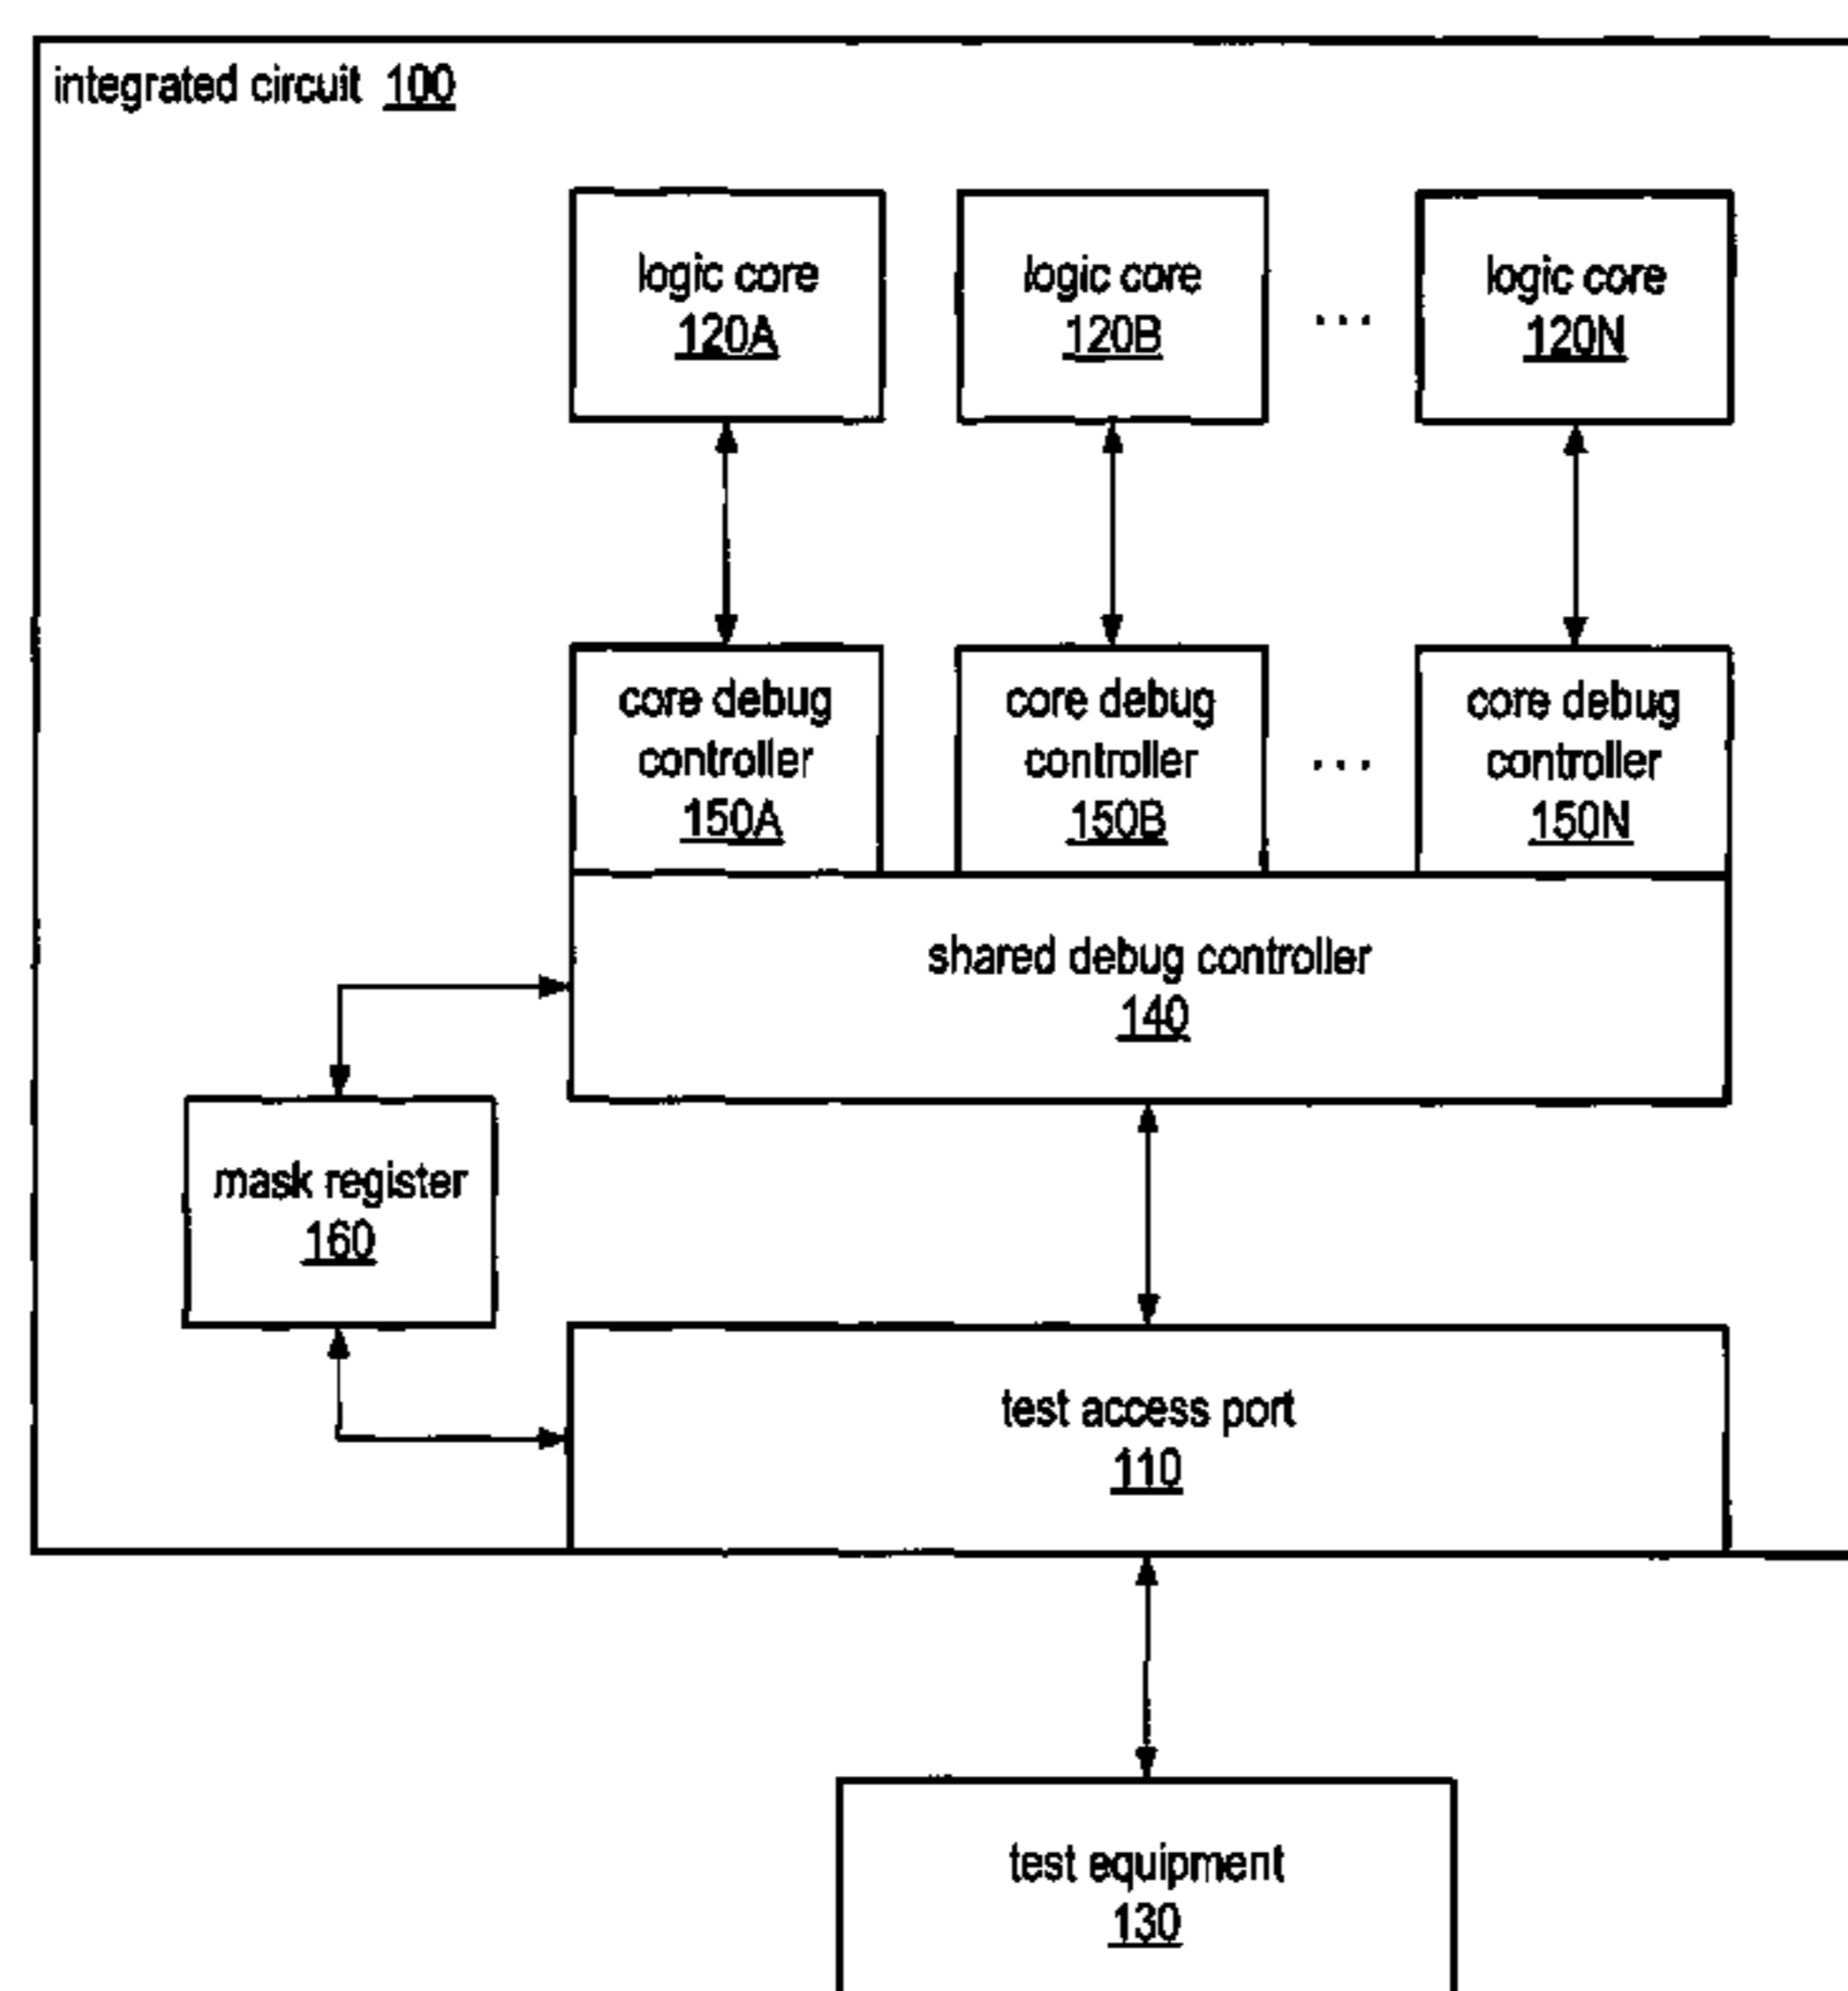 integrated circuit 100
logic core
120A
logic core
120B
...
logic core
120N
core debug
controller
150A
core debug
controller
150B
...
core debug
controller
150N
shared debug controller
140
mask register
160
test access port
110
test equipment
130